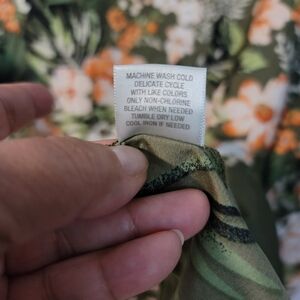 MACHINE WASH COLD
DELICATE CYCLE
WITH LIKE COLORS
ONLY NON-CHLORINE
BLEACH WHEN NEEDED
TUMBLE DRY LOW
COOL IRON IF NEEDED